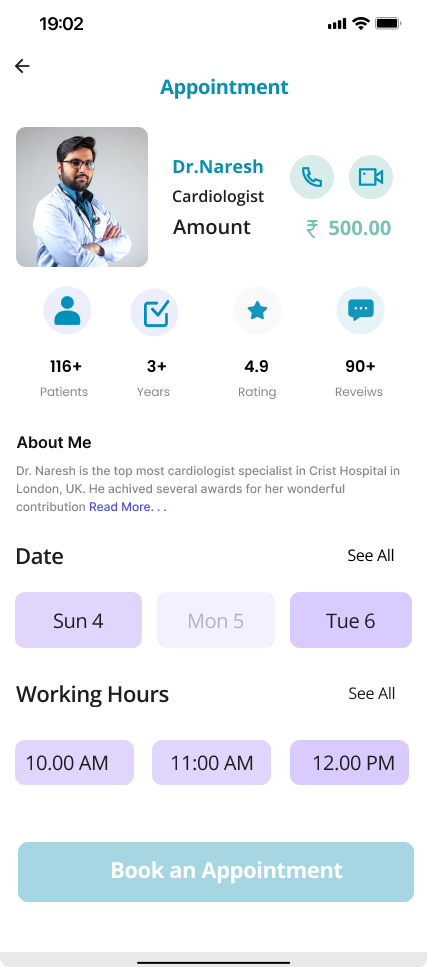 19:02
Appointment
Dr.Naresh
Cardiologist
Amount ₹ 500.00
116+ 3+ 4.9 90+
Patients Years Rating Reveiws
About Me
Dr. Naresh is the top most cardiologist specialist in Crist Hospital in
London, UK. He achived several awards for her wonderful
contribution Read More. . .
Date See All
Sun 4 Mon 5 Tue 6
Working Hours See All
10.00 AM 11:00 AM 12.00 PM
Book an Appointment